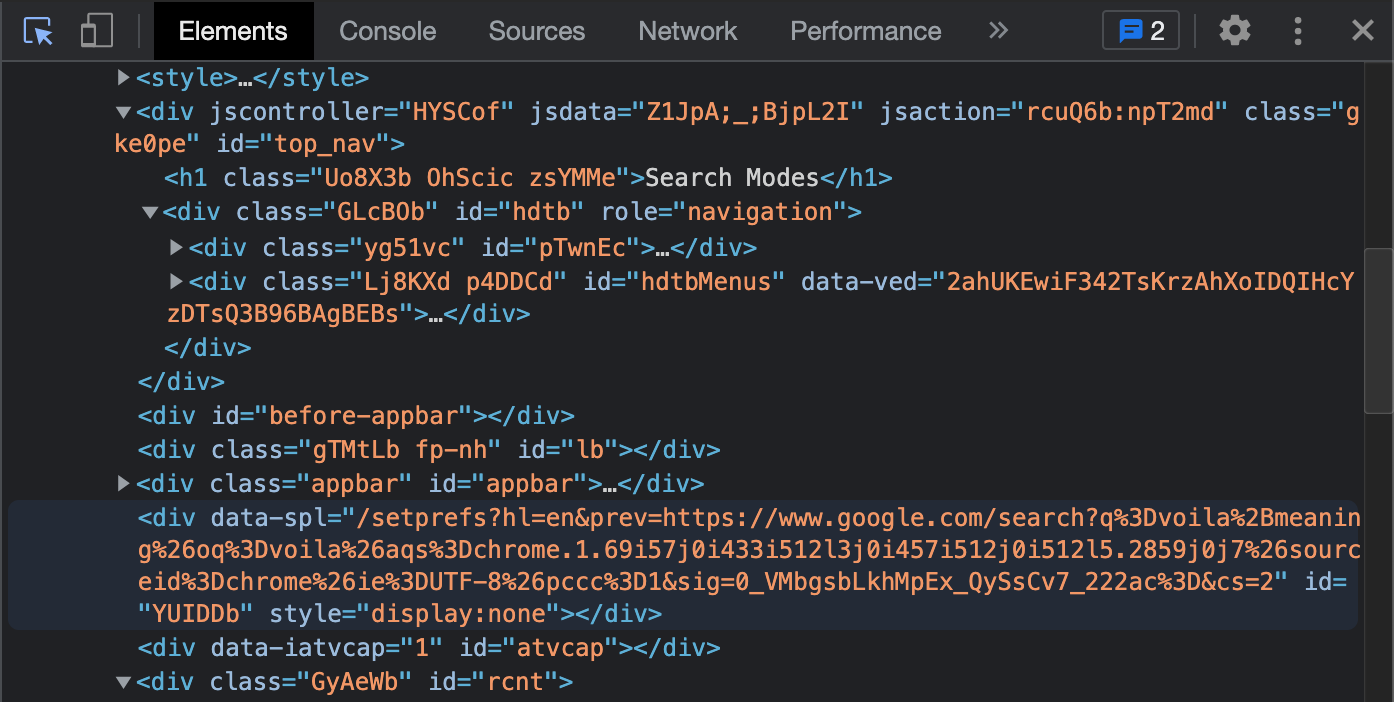 Elements Console Sources Network Performance 2
<style>…</style>
<div jscontroller="HYSCof" jsdata="Z1JpA;_;BjpL2I" jsaction="rcuQ6b:npT2md" class="g
ke0pe" id="top_nav">
<h1 class="Uo8X3b OhScic zsYMMe">Search Modes</h1>
<div class="GLcBOb" id="hdtb" role="navigation">
<div class="yg51vc" id="pTwnEc">…</div>
<div class="Lj8KXd p4DDCd" id="hdtbMenus" data-ved="2ahUKEwiF342TsKrzAhXoIDQIHcY
zDTsQ3B96BAgBEBs">…</div>
</div>
</div>
<div id="before-appbar"></div>
<div class="gTMtLb fp-nh" id="lb"></div>
<div class="appbar" id="appbar">…</div>
<div data-spl="/setprefs?hl=en&prev=https://www.google.com/search?q%3Dvoila%2Bmeanin
g%26oq%3Dvoila%26aqs%3Dchrome.1.69i57j0i433i512l3j0i457i512j0i512l5.2859j0j7%26sourc
eid%3Dchrome%26ie%3DUTF-8%26pccc%3D1&sig=0_VMbgsbLkhMpEx_QySsCv7_222ac%3D&cs=2" id=
"YUIDDb" style="display:none"></div>
<div data-iatvcap="1" id="atvcap"></div>
<div class="GyAeWb" id="rcnt">